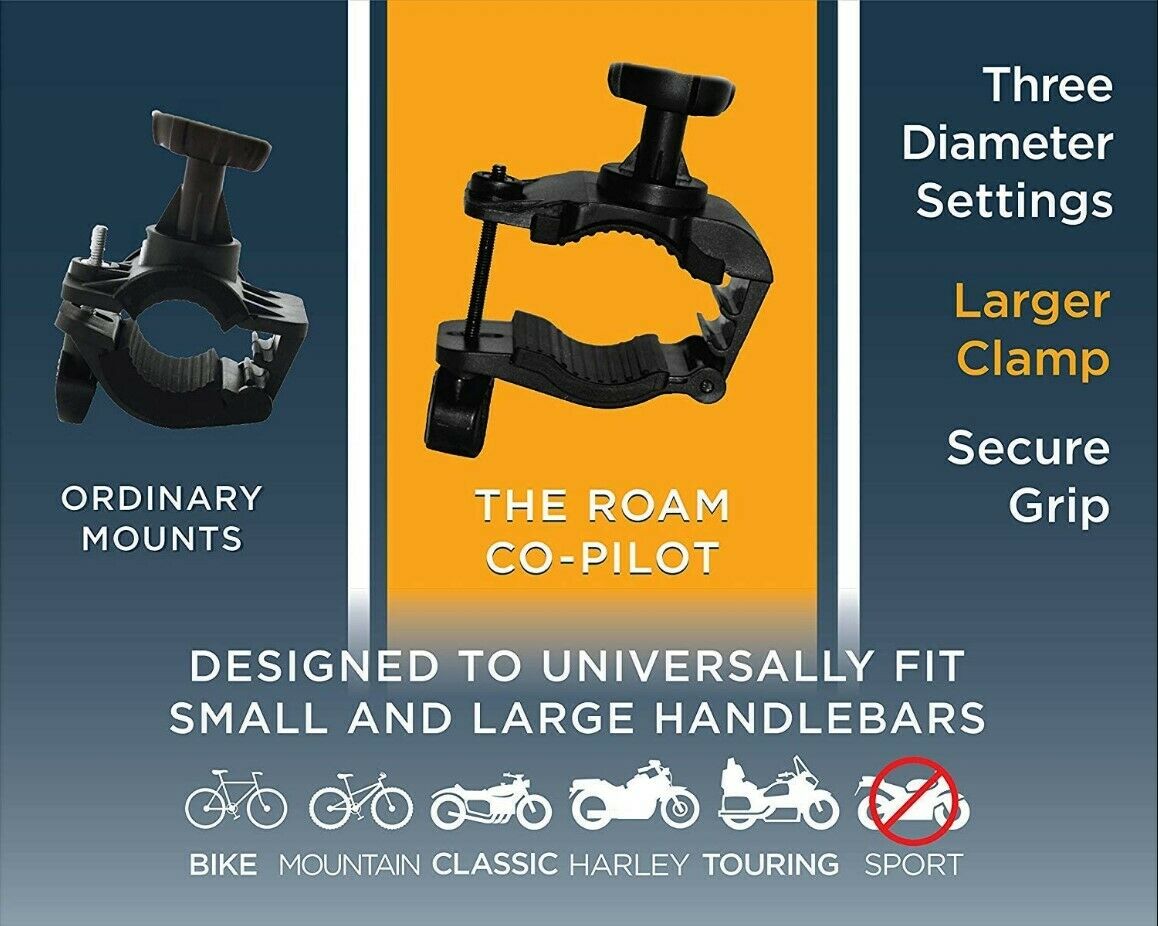 Three
Diameter
Settings
Larger
Clamp
Secure
Grip
ORDINARY
MOUNTS
THE ROAM
CO-PILOT
DESIGNED TO UNIVERSALLY FIT
SMALL AND LARGE HANDLEBARS
BIKE MOUNTAIN CLASSIC HARLEY TOURING SPORT